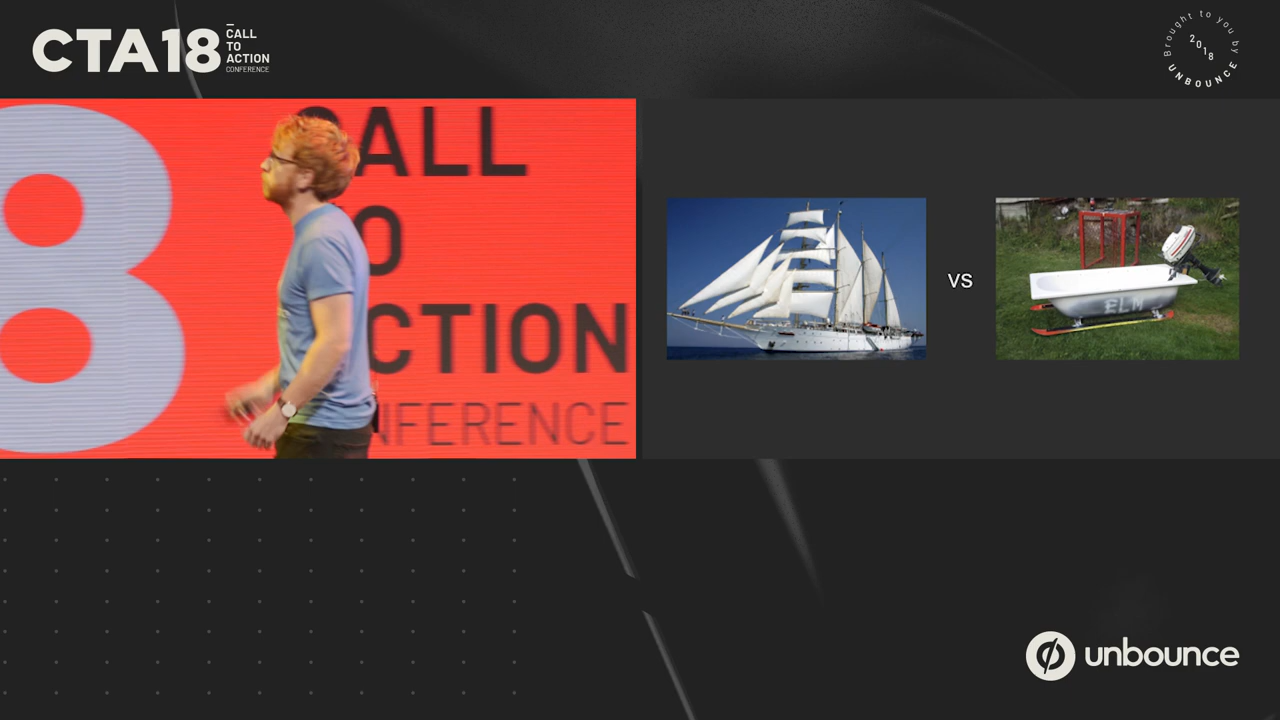 CTA18
CALL
TO
ACTION
CONFERENCE
Brought to you by
2018
UNBOUNCE
8
ALL
O
CTION
NFERENCE
VS
ELM
unbounce